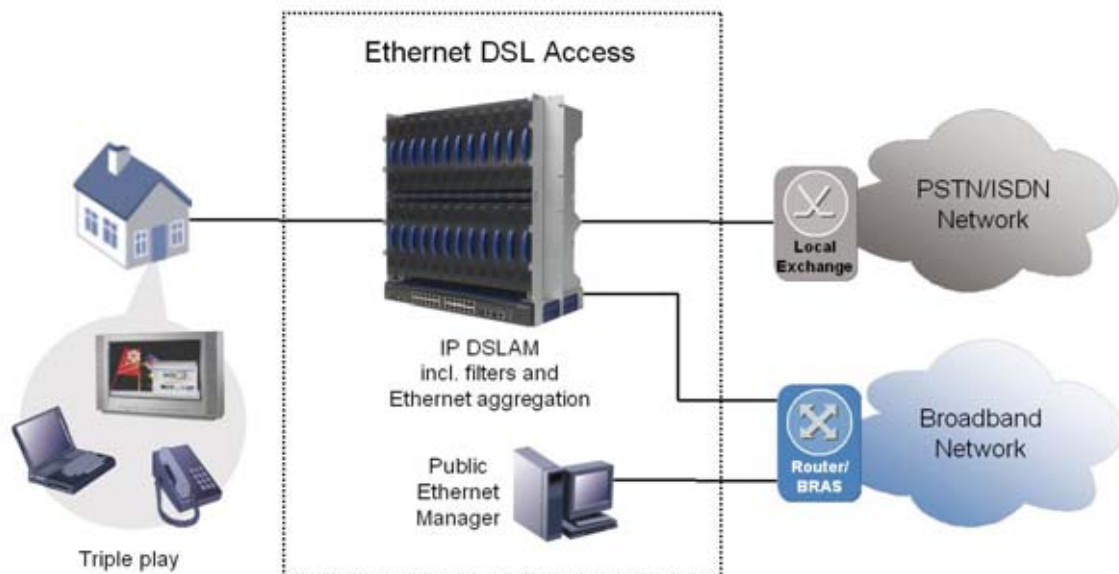 Ethernet DSL Access
IP DSLAM
incl. filters and
Ethernet aggregation
Public
Ethernet
Manager
Triple play
Local
Exchange
PSTN/ISDN
Network
Router/
BRAS
Broadband
Network